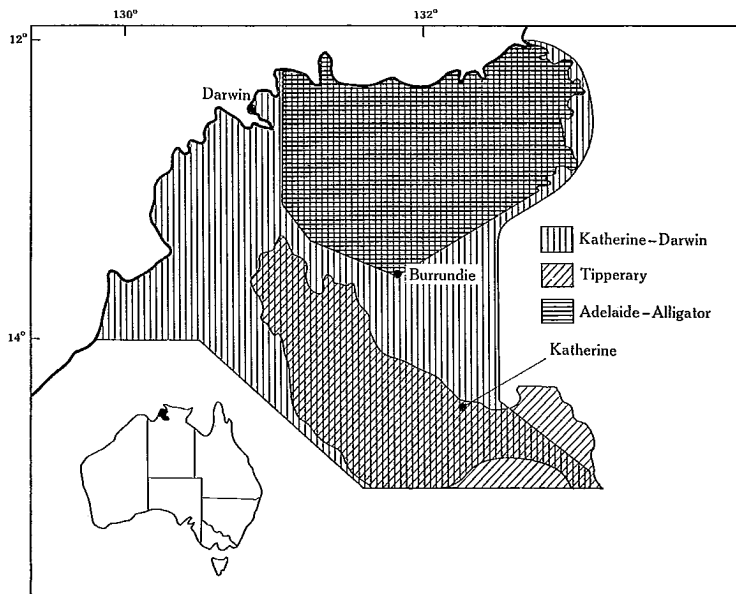 130°
132°
12°
Darwin
Katherine–Darwin
Burrundie
Tipperary
Adelaide–Alligator
14°
Katherine